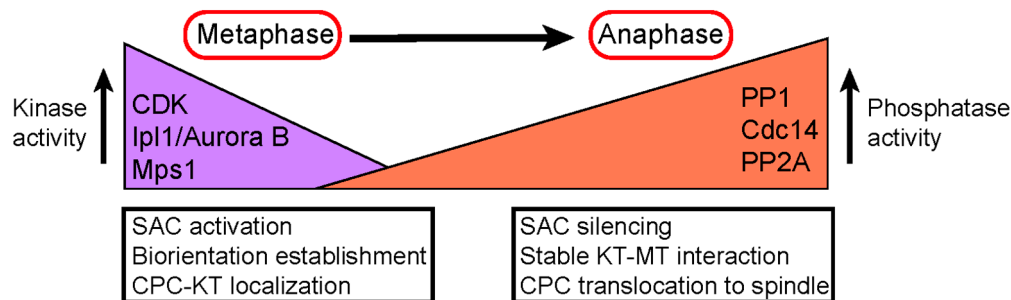 Metaphase
Anaphase
Kinase
activity
CDK
Ipl1/Aurora B
Mps1
PP1
Cdc14
PP2A
Phosphatase
activity
SAC activation
Biorientation establishment
CPC-KT localization
SAC silencing
Stable KT-MT interaction
CPC translocation to spindle